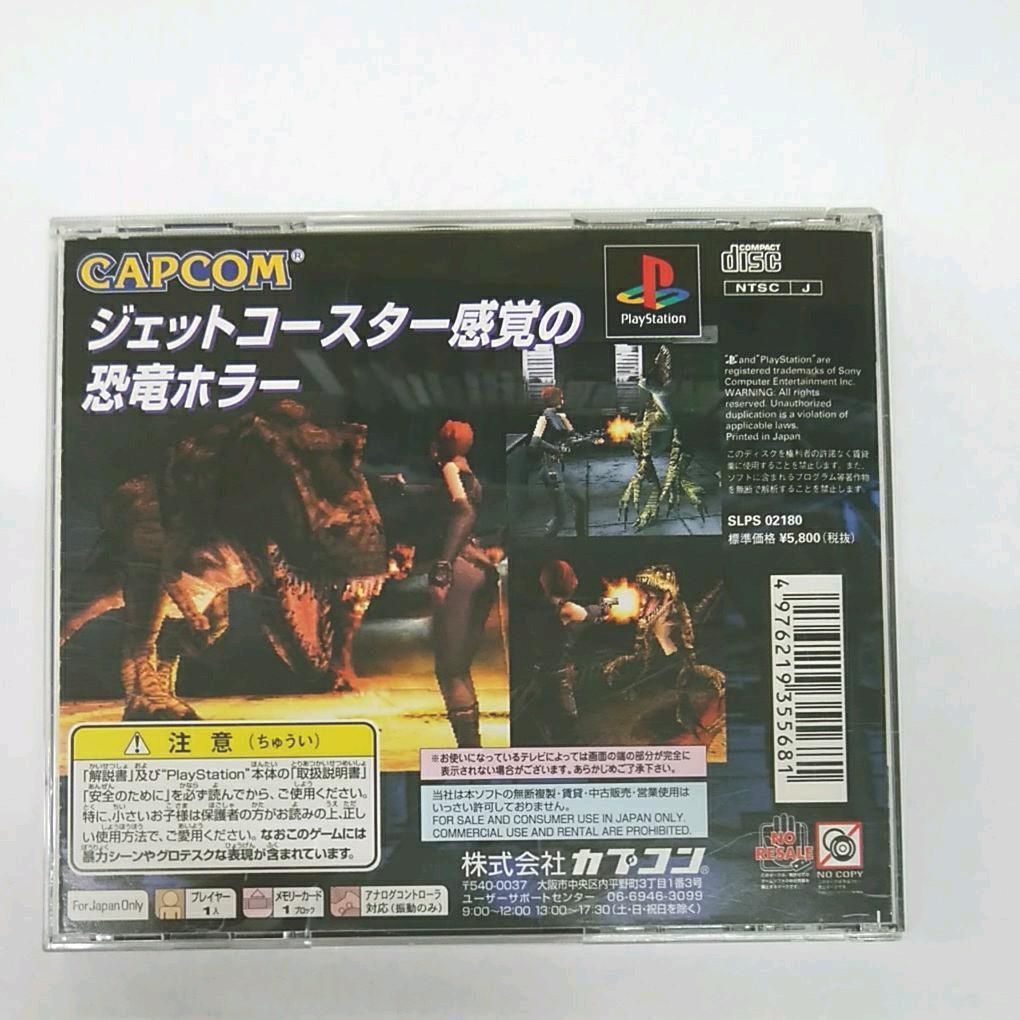 CAPCOM®
ジェットコースター感覚の
恐竜ホラー
PlayStation
COMPACT
disc
NTSC J
"PS" and "PlayStation" are
registered trademarks of Sony
Computer Entertainment Inc.
WARNING: All rights
reserved. Unauthorized
duplication is a violation of
applicable laws.
Printed in Japan
このディスクを権利者の許諾なく賃貸
業に使用することを禁止します。また、
ソフトに含まれるプログラム等著作物
を無断で解析することを禁止します。
SLPS 02180
標準価格 ¥5,800(税抜)
4 976219 355681
注意(ちゅうい)
「解説書」及び"PlayStation"本体の「取扱説明書」
「安全のために」を必ず読んでから、ご使用ください。
特に、小さいお子様は保護者の方がお読みの上、正し
い使用方法で、ご愛用ください。なおこのゲームには
暴力シーンやグロテスクな表現が含まれています。
※お使いになっているテレビによっては画面の端の部分が完全に
表示されない場合がございます。あらかじめご了承下さい。
当社は本ソフトの無断複製・賃貸・中古販売・営業使用は
いっさい許可しておりません。
FOR SALE AND CONSUMER USE IN JAPAN ONLY.
COMMERCIAL USE AND RENTAL ARE PROHIBITED.
株式会社カプコン®
〒540-0037 大阪市中央区内平野町3丁目1番3号
ユーザーサポートセンター 06-6946-3099
9:00~12:00 13:00~17:30(土・日・祝日を除く)
For Japan Only
プレイヤー
1人
メモリーカード
1ブロック
アナログコントローラ
対応(振動のみ)
NO
RESALE
NO COPY